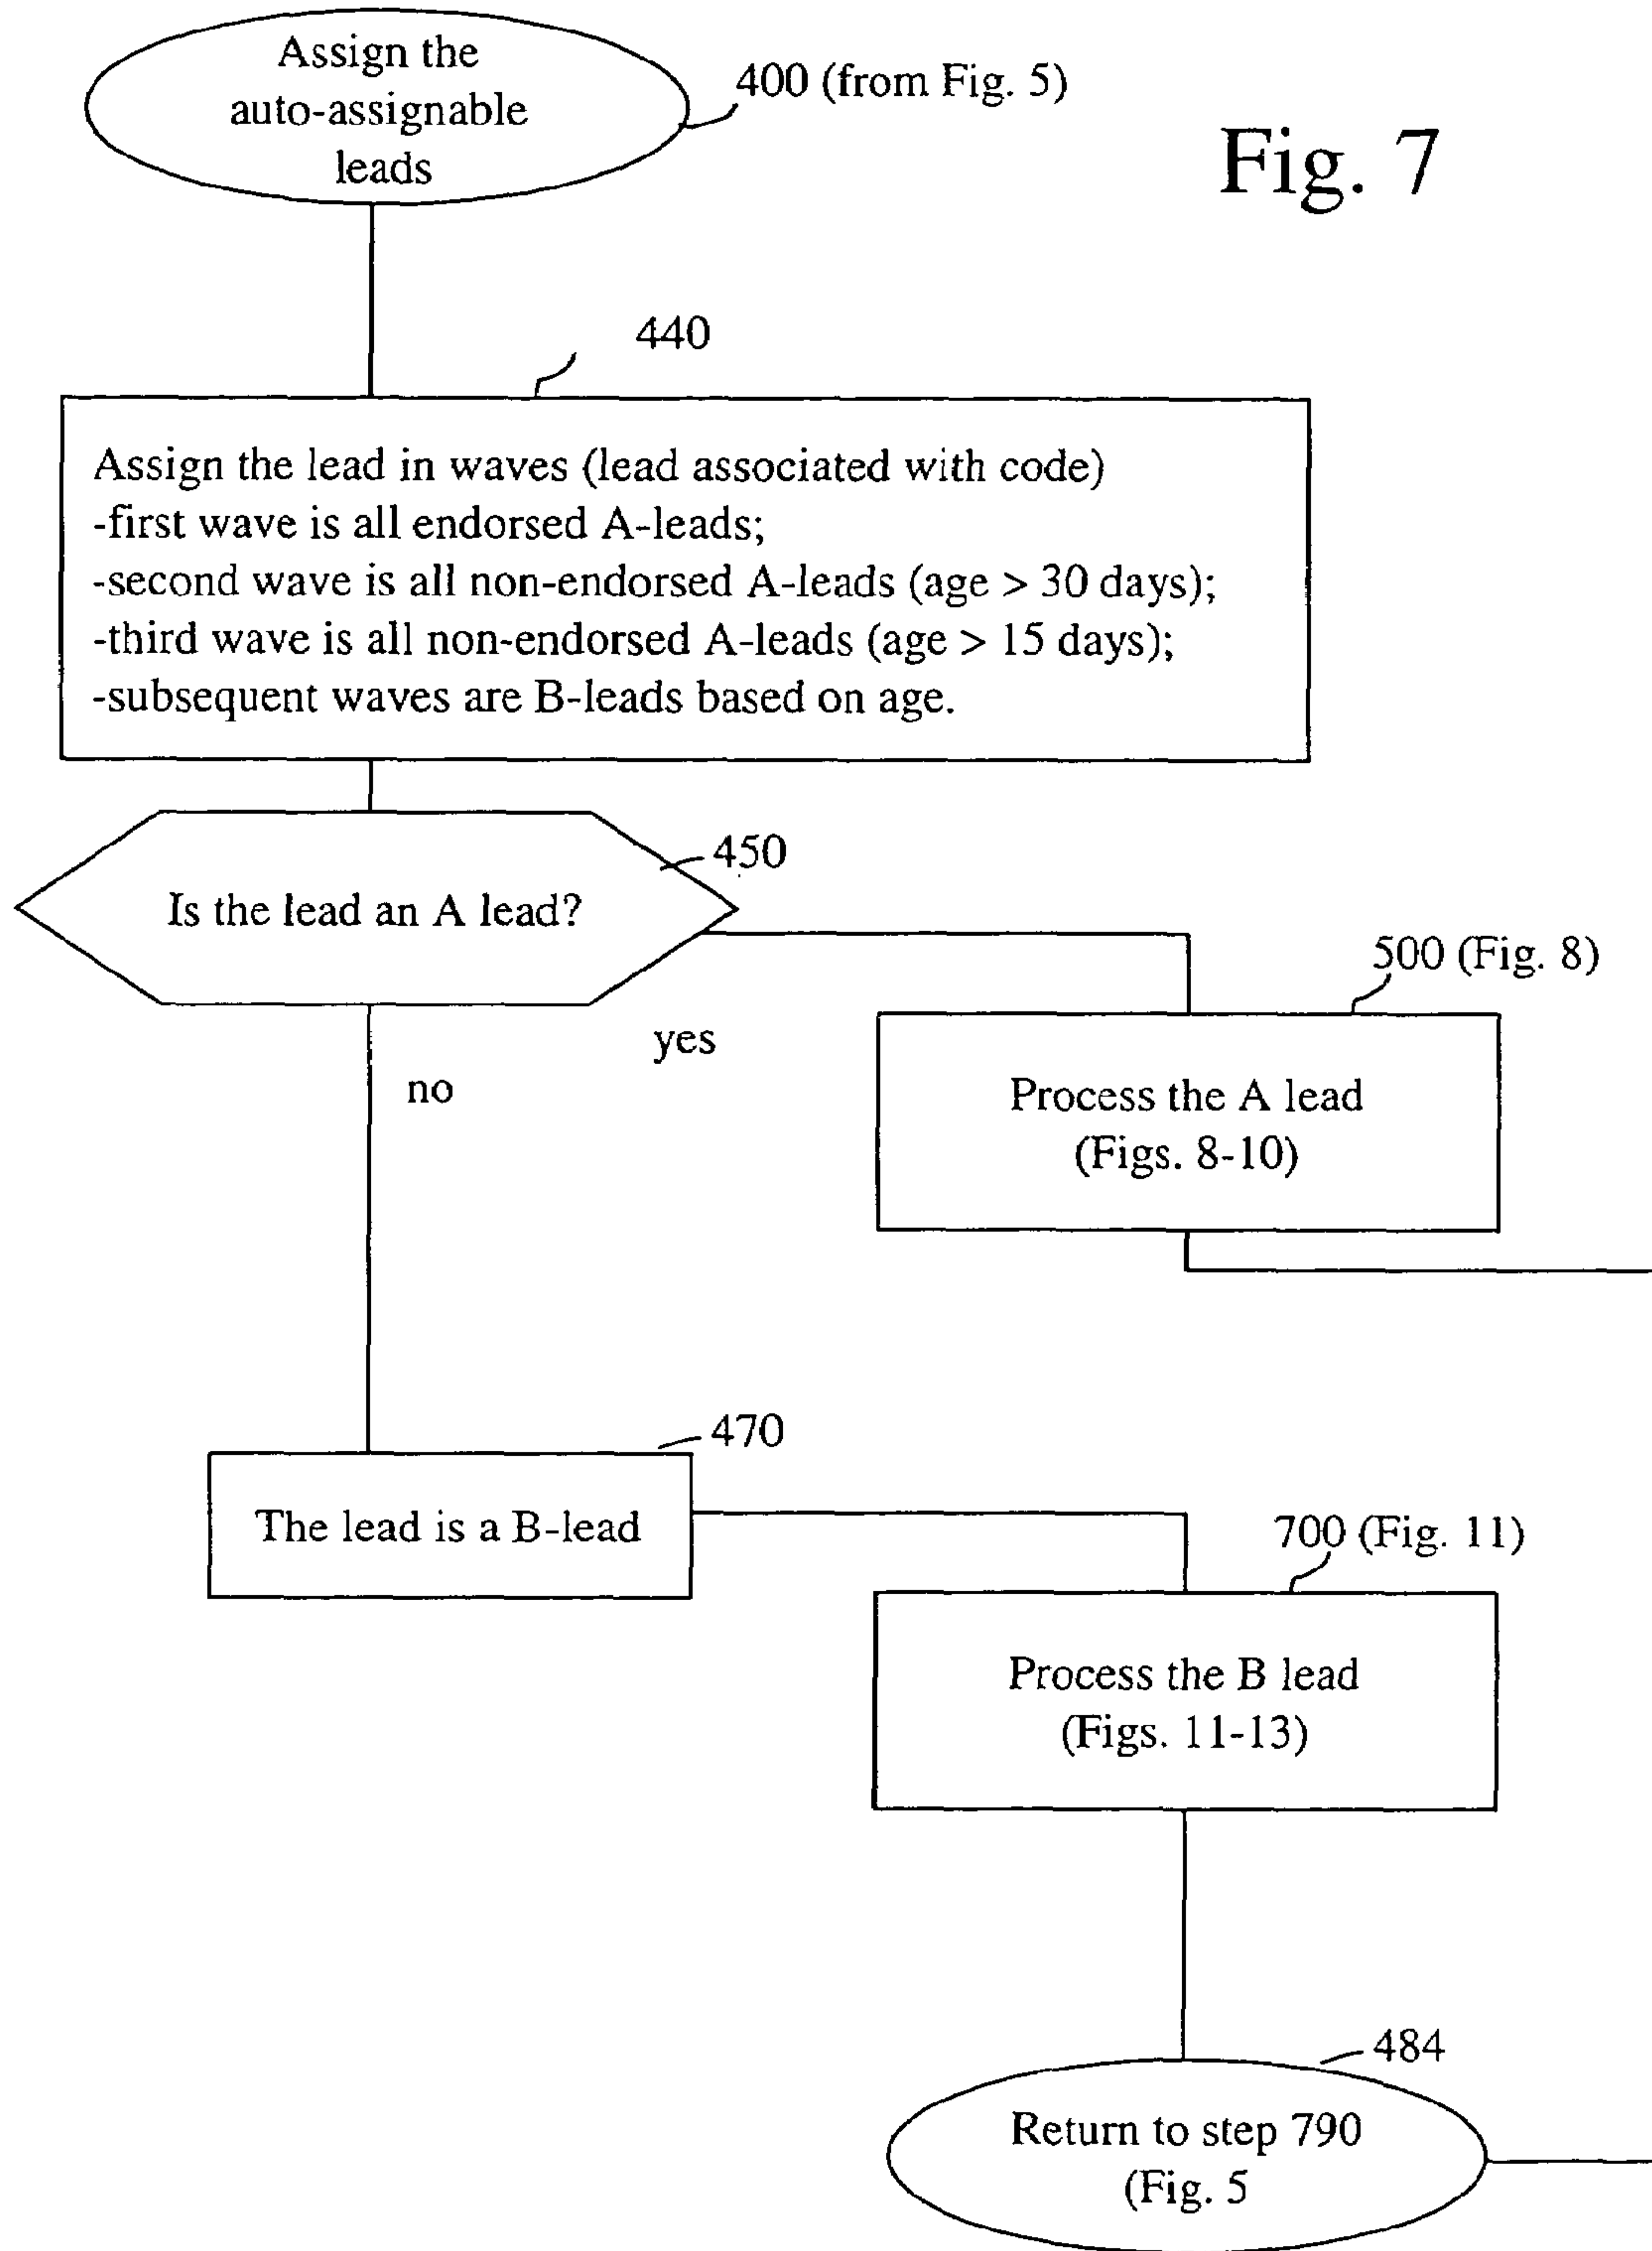 Assign the
auto-assignable
leads
400 (from Fig. 5)
Fig. 7
440
Assign the lead in waves (lead associated with code)
-first wave is all endorsed A-leads;
-second wave is all non-endorsed A-leads (age > 30 days);
-third wave is all non-endorsed A-leads (age > 15 days);
-subsequent waves are B-leads based on age.
450
Is the lead an A lead?
500 (Fig. 8)
yes
no
Process the A lead
(Figs. 8-10)
470
The lead is a B-lead
700 (Fig. 11)
Process the B lead
(Figs. 11-13)
484
Return to step 790
(Fig. 5